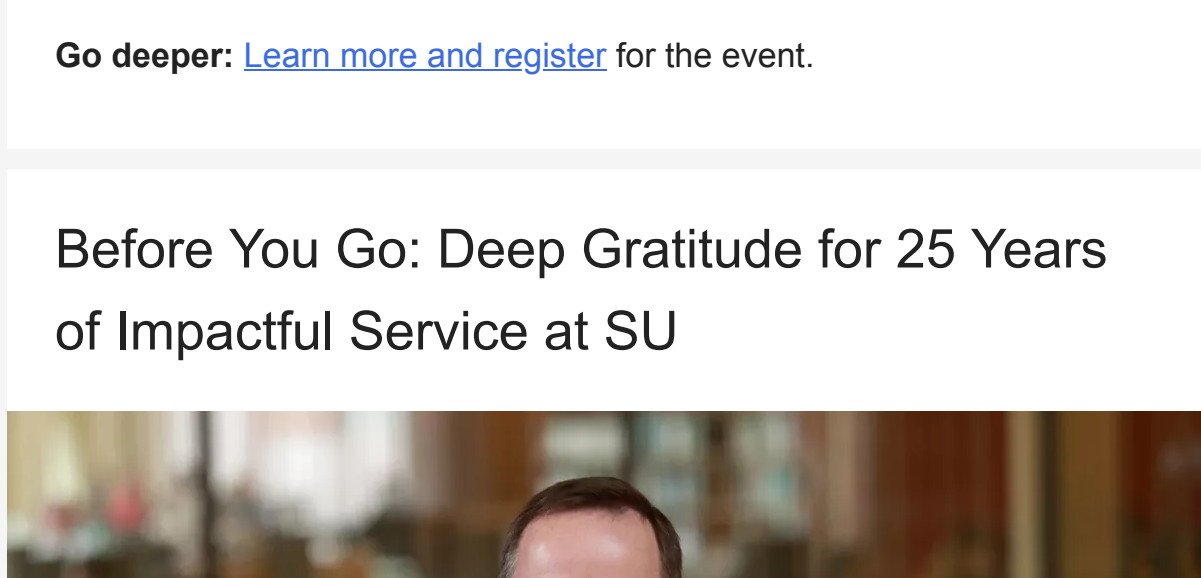 Go deeper: Learn more and register for the event.
Before You Go: Deep Gratitude for 25 Years
of Impactful Service at SU